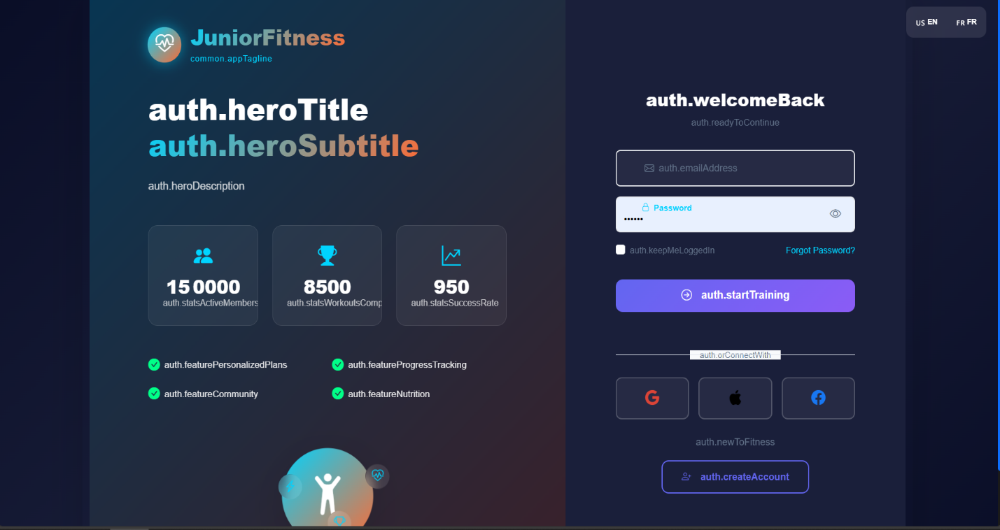 JuniorFitness
common.appTagline
US EN FR FR
auth.heroTitle
auth.heroSubtitle
auth.heroDescription
15 0000
auth.statsActiveMembers
8500
auth.statsWorkoutsComp
950
auth.statsSuccessRate
auth.featurePersonalizedPlans
auth.featureProgressTracking
auth.featureCommunity
auth.featureNutrition
auth.welcomeBack
auth.readyToContinue
auth.emailAddress
Password
••••••
auth.keepMeLoggedIn
Forgot Password?
auth.startTraining
auth.orConnectWith
auth.newToFitness
auth.createAccount